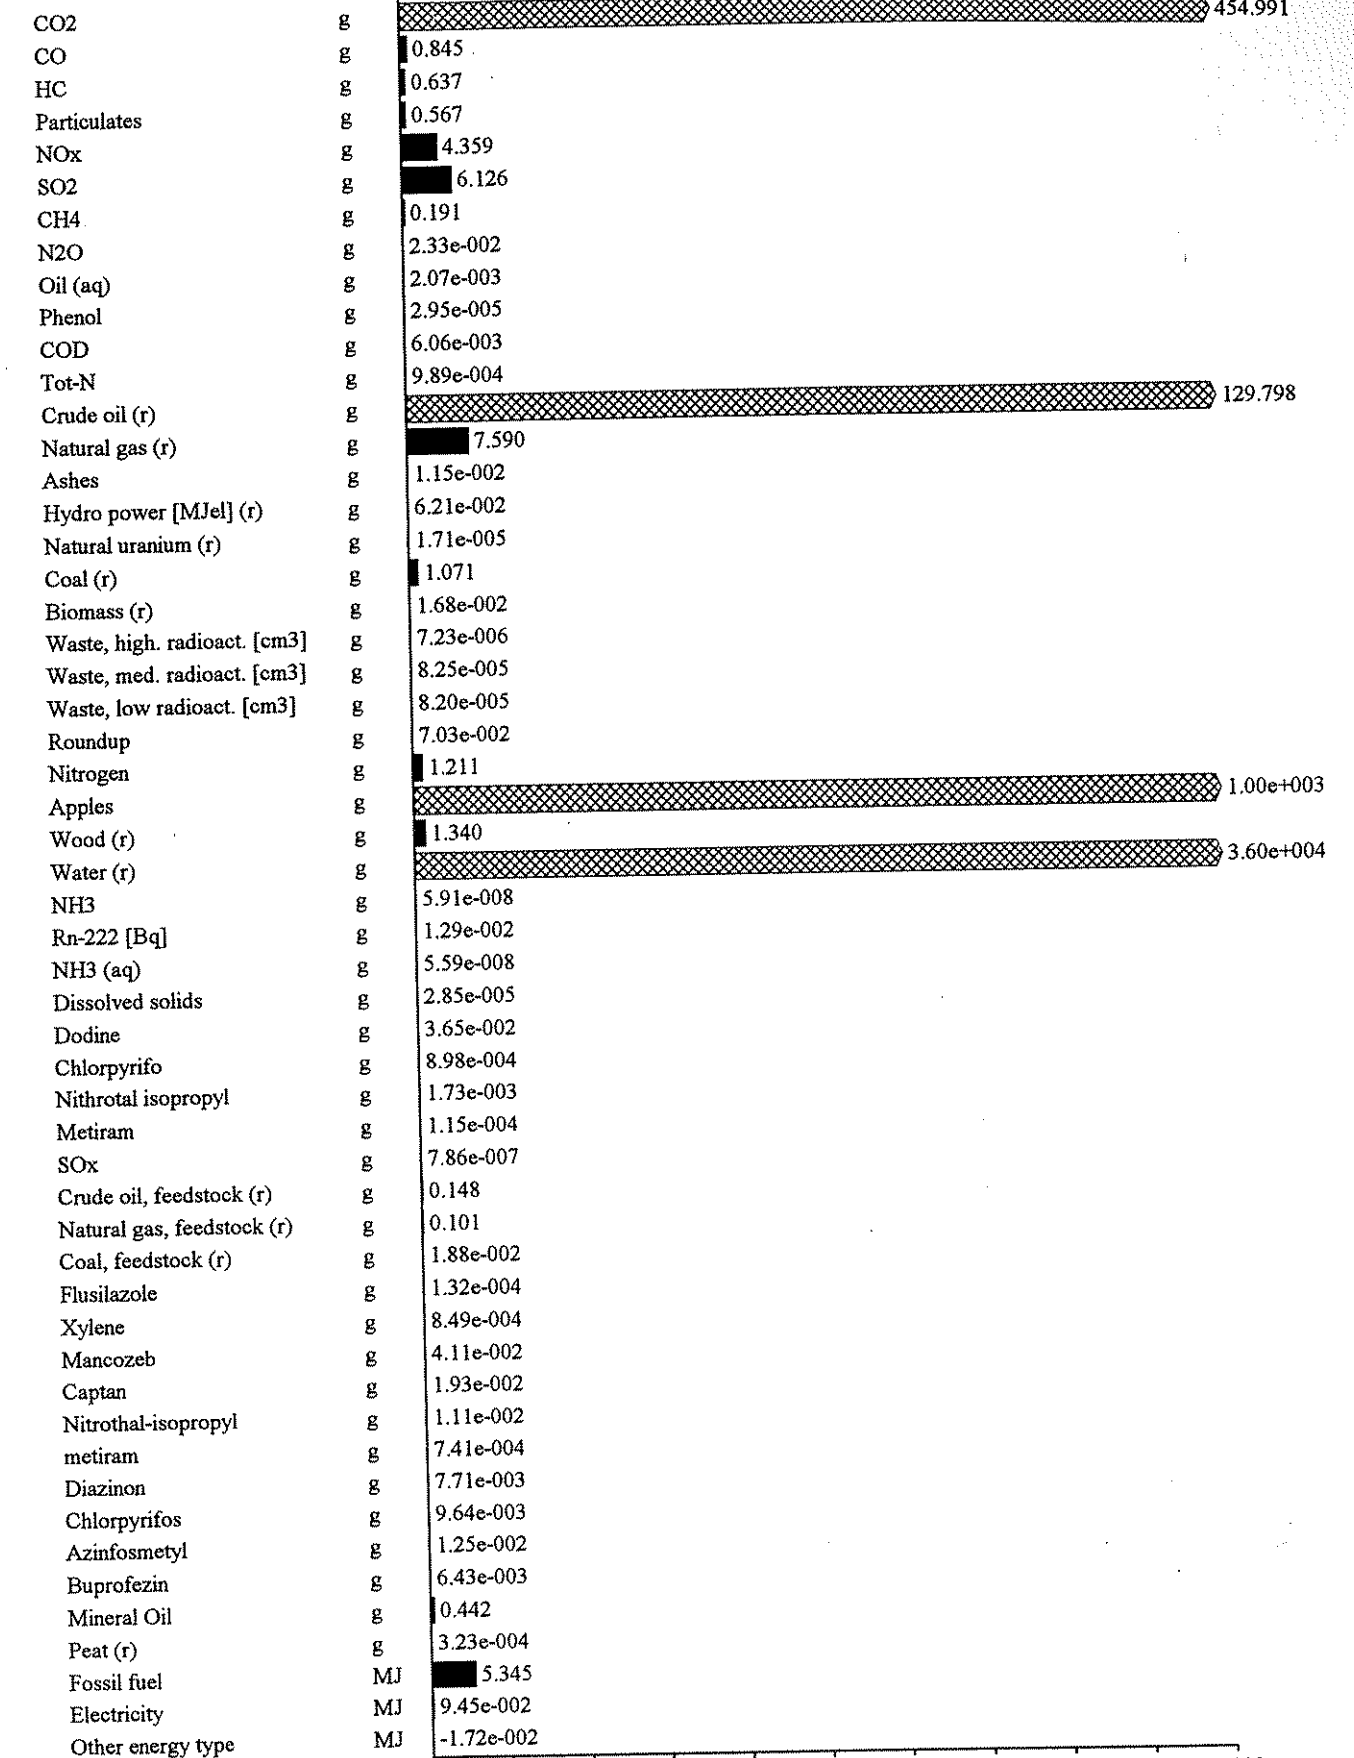 CO2 g 454.991
CO g 0.845
HC g 0.637
Particulates g 0.567
NOx g 4.359
SO2 g 6.126
CH4 g 0.191
N2O g 2.33e-002
Oil (aq) g 2.07e-003
Phenol g 2.95e-005
COD g 6.06e-003
Tot-N g 9.89e-004
Crude oil (r) g 129.798
Natural gas (r) g 7.590
Ashes g 1.15e-002
Hydro power [MJel] (r) g 6.21e-002
Natural uranium (r) g 1.71e-005
Coal (r) g 1.071
Biomass (r) g 1.68e-002
Waste, high. radioact. [cm3] g 7.23e-006
Waste, med. radioact. [cm3] g 8.25e-005
Waste, low radioact. [cm3] g 8.20e-005
Roundup g 7.03e-002
Nitrogen g 1.211
Apples g 1.00e+003
Wood (r) g 1.340
Water (r) g 3.60e+004
NH3 g 5.91e-008
Rn-222 [Bq] g 1.29e-002
NH3 (aq) g 5.59e-008
Dissolved solids g 2.85e-005
Dodine g 3.65e-002
Chlorpyrifo g 8.98e-004
Nithrotal isopropyl g 1.73e-003
Metiram g 1.15e-004
SOx g 7.86e-007
Crude oil, feedstock (r) g 0.148
Natural gas, feedstock (r) g 0.101
Coal, feedstock (r) g 1.88e-002
Flusilazole g 1.32e-004
Xylene g 8.49e-004
Mancozeb g 4.11e-002
Captan g 1.93e-002
Nitrothal-isopropyl g 1.11e-002
metiram g 7.41e-004
Diazinon g 7.71e-003
Chlorpyrifos g 9.64e-003
Azinfosmetyl g 1.25e-002
Buprofezin g 6.43e-003
Mineral Oil g 0.442
Peat (r) g 3.23e-004
Fossil fuel MJ 5.345
Electricity MJ 9.45e-002
Other energy type MJ -1.72e-002